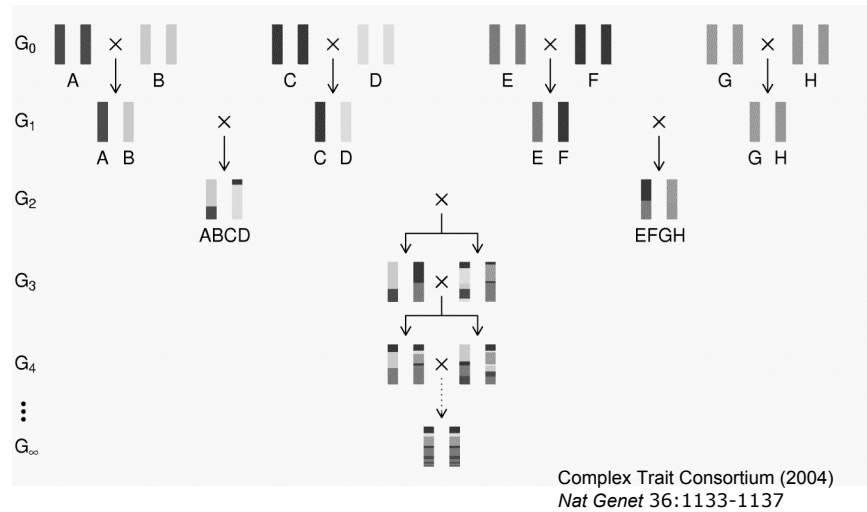 G₀ × × × ×
A B C D E F G H
G₁ × ×
A B C D E F G H
G₂ ×
ABCD EFGH
G₃ ×
G₄ ×
⋮
G∞
Complex Trait Consortium (2004)
Nat Genet 36:1133-1137